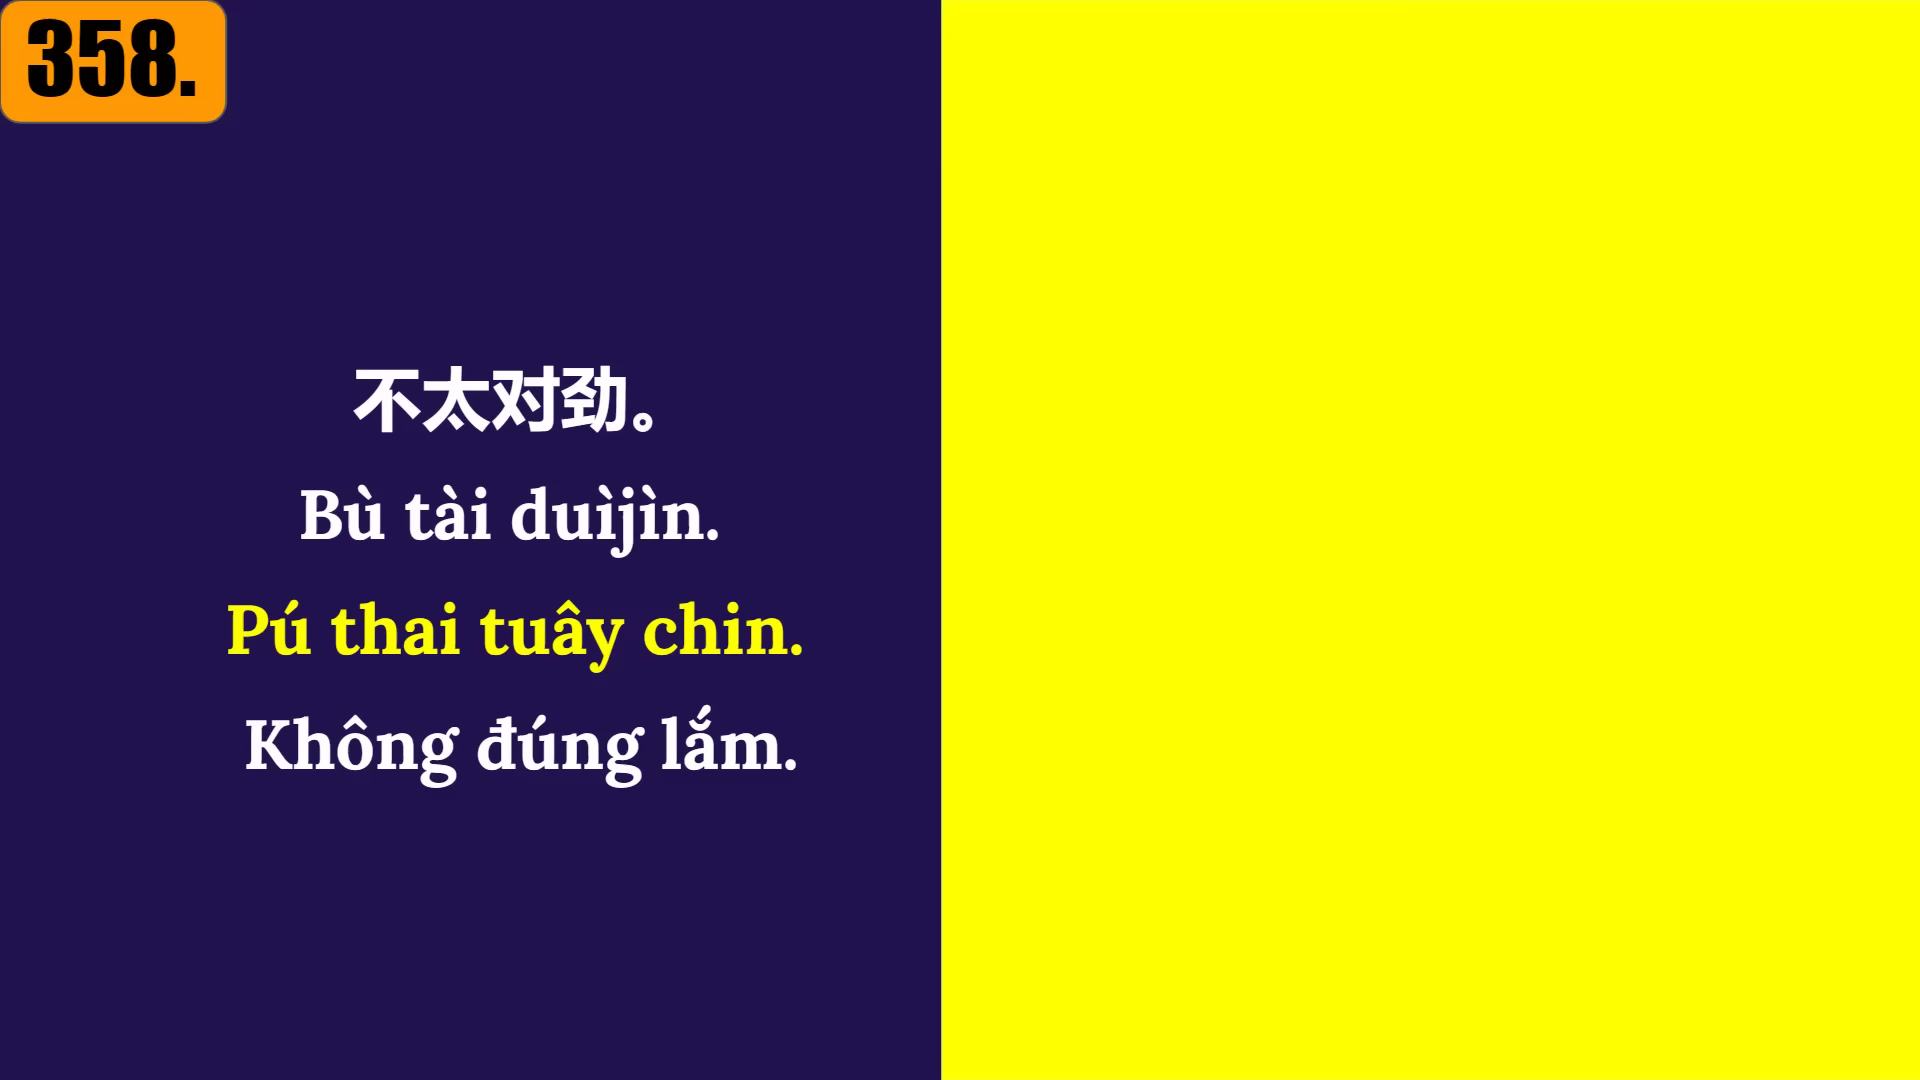 358.
不太对劲。
Bù tài duìjìn.
Pú thai tuây chin.
Không đúng lắm.